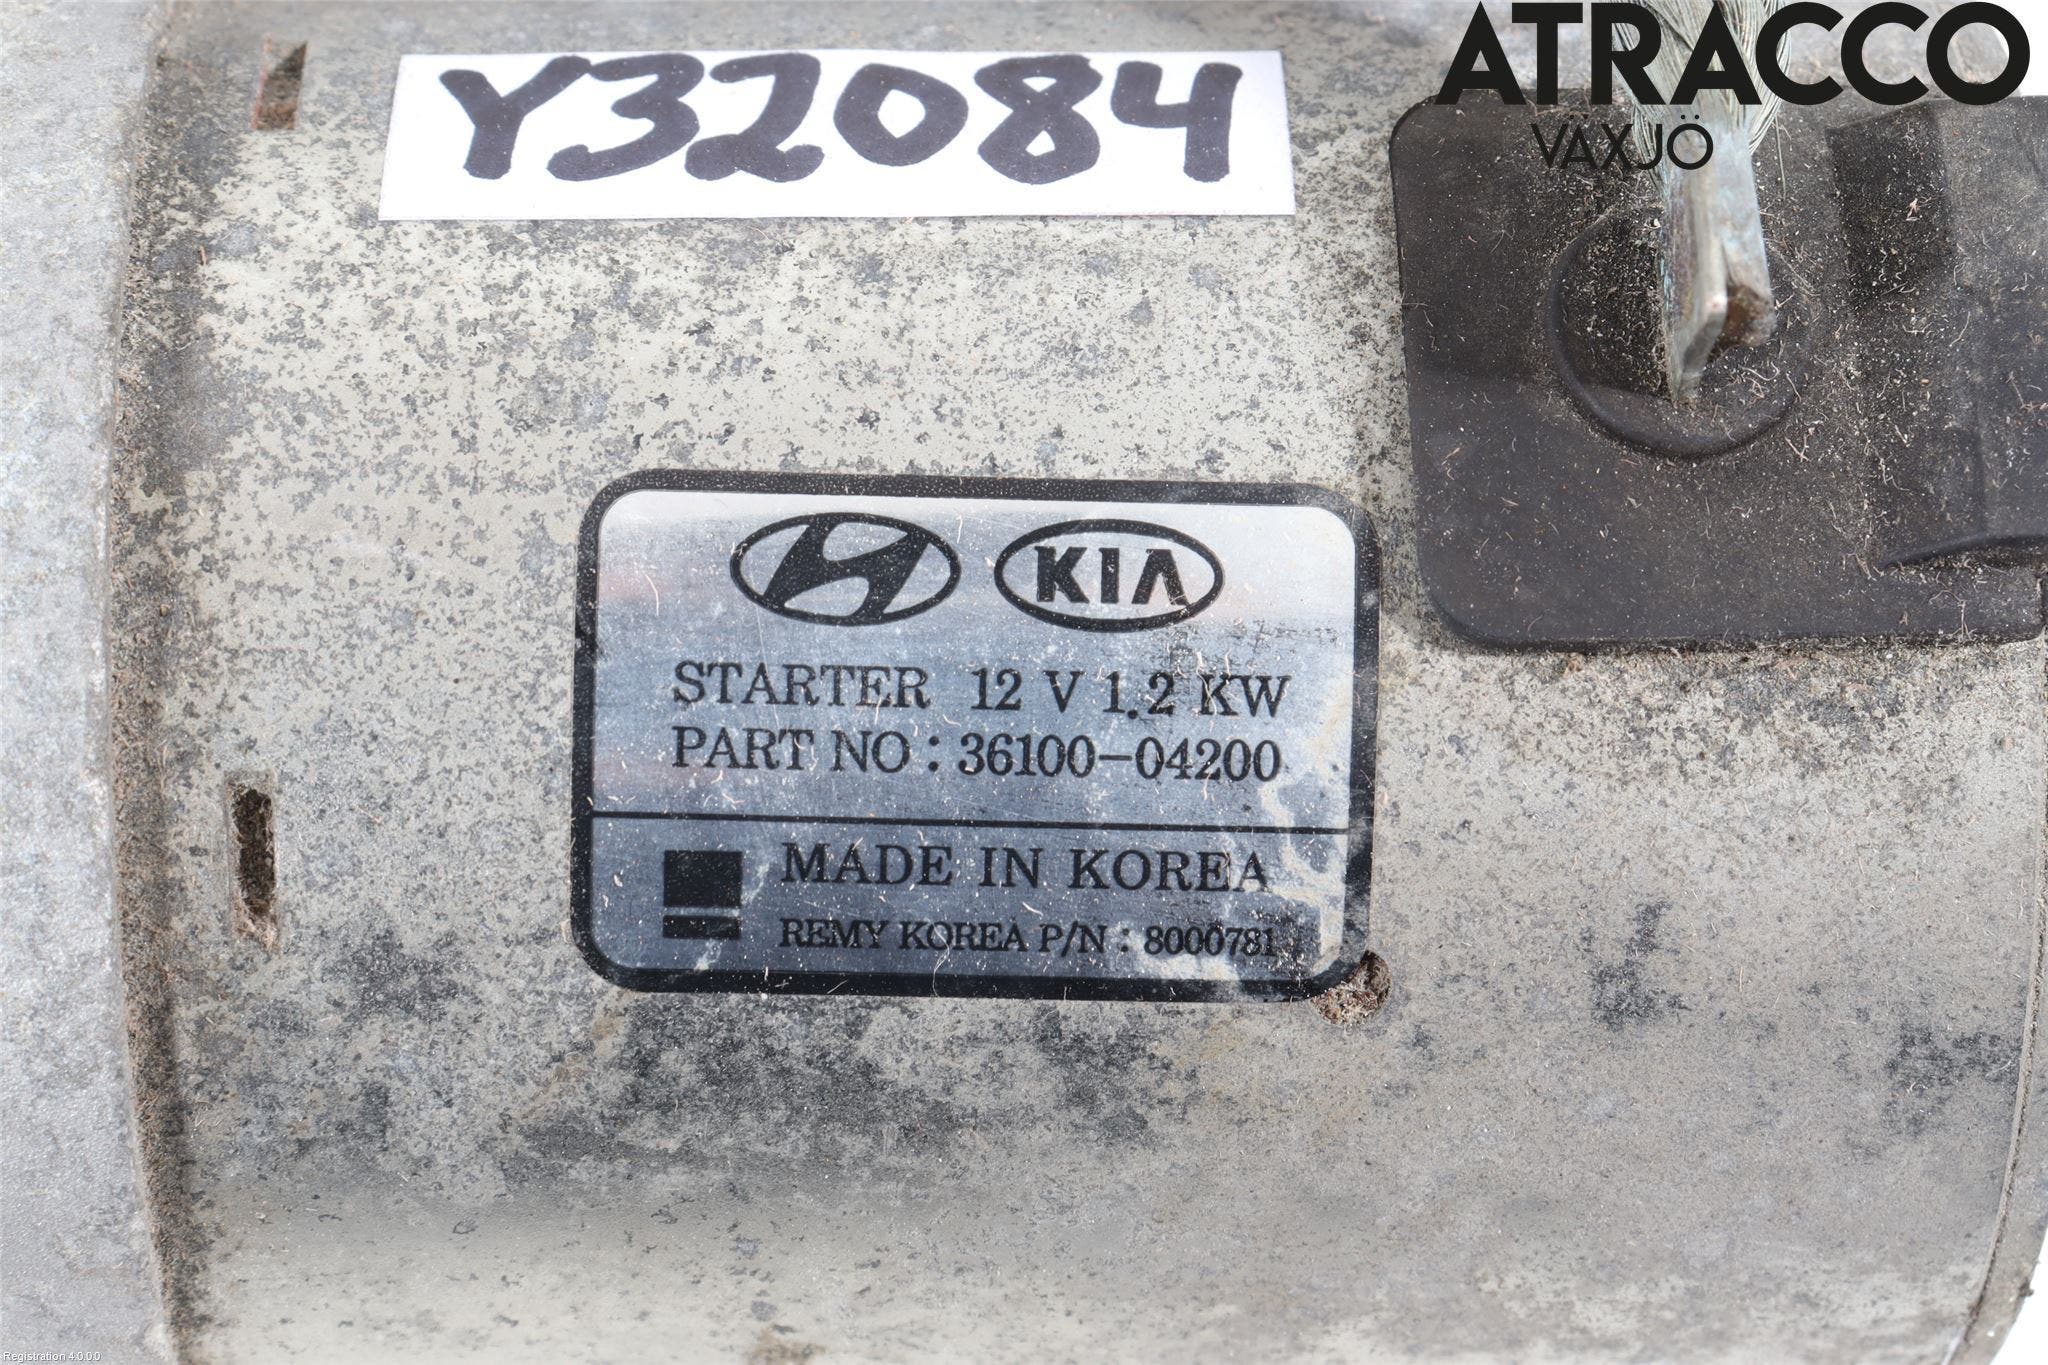 ATRACCO
VÄXJÖ
Y32084
KIA
STARTER 12 V 1.2 KW
PART NO : 36100-04200
MADE IN KOREA
REMY KOREA P/N : 8000781
Registration 4.0.0.0